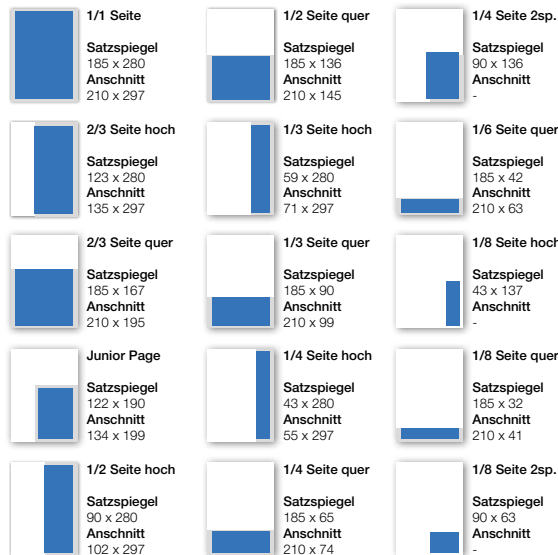 1/1 Seite
Satzspiegel
185 x 280
Anschnitt
210 x 297
1/2 Seite quer
Satzspiegel
185 x 136
Anschnitt
210 x 145
1/4 Seite 2sp.
Satzspiegel
90 x 136
Anschnitt
-
2/3 Seite hoch
Satzspiegel
123 x 280
Anschnitt
135 x 297
1/3 Seite hoch
Satzspiegel
59 x 280
Anschnitt
71 x 297
1/6 Seite quer
Satzspiegel
185 x 42
Anschnitt
210 x 63
2/3 Seite quer
Satzspiegel
185 x 167
Anschnitt
210 x 195
1/3 Seite quer
Satzspiegel
185 x 90
Anschnitt
210 x 99
1/8 Seite hoch
Satzspiegel
43 x 137
Anschnitt
-
Junior Page
Satzspiegel
122 x 190
Anschnitt
134 x 199
1/4 Seite hoch
Satzspiegel
43 x 280
Anschnitt
55 x 297
1/8 Seite quer
Satzspiegel
185 x 32
Anschnitt
210 x 41
1/2 Seite hoch
Satzspiegel
90 x 280
Anschnitt
102 x 297
1/4 Seite quer
Satzspiegel
185 x 65
Anschnitt
210 x 74
1/8 Seite 2sp.
Satzspiegel
90 x 63
Anschnitt
-